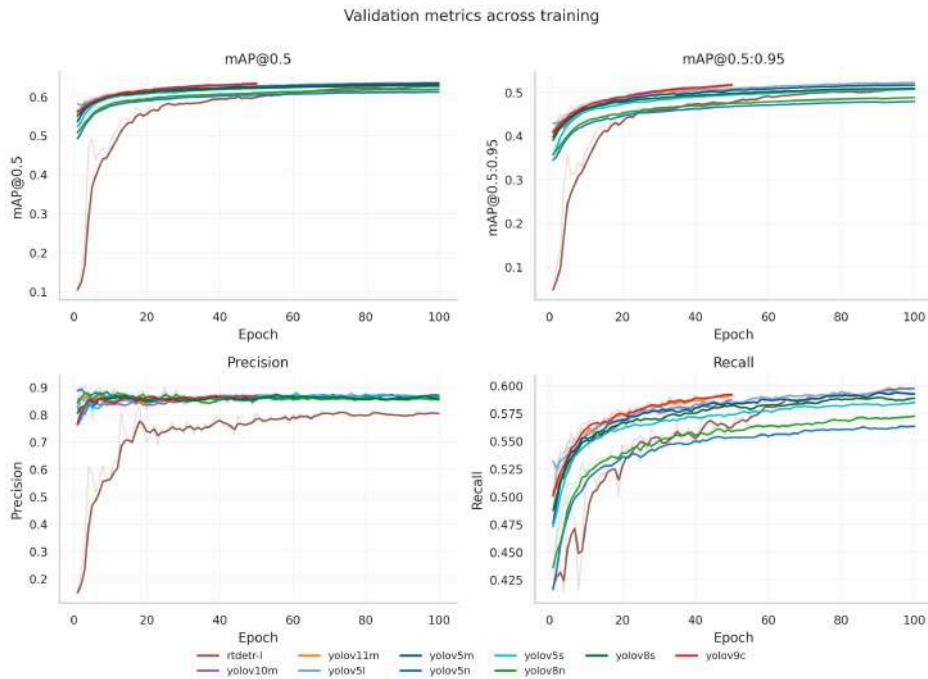 Validation metrics across training
mAP@0.5
mAP@0.5
0.6
0.5
0.4
0.3
0.2
0.1
0 20 40 60 80 100
Epoch
mAP@0.5:0.95
mAP@0.5:0.95
0.5
0.4
0.3
0.2
0.1
0 20 40 60 80 100
Epoch
Precision
Precision
0.9
0.8
0.7
0.6
0.5
0.4
0.3
0.2
0 20 40 60 80 100
Epoch
Recall
Recall
0.600
0.575
0.550
0.525
0.500
0.475
0.450
0.425
0 20 40 60 80 100
Epoch
rtdetr-l yolov11m yolov5m yolov5s yolov8s yolov9c
yolov10m yolov5l yolov5n yolov8n